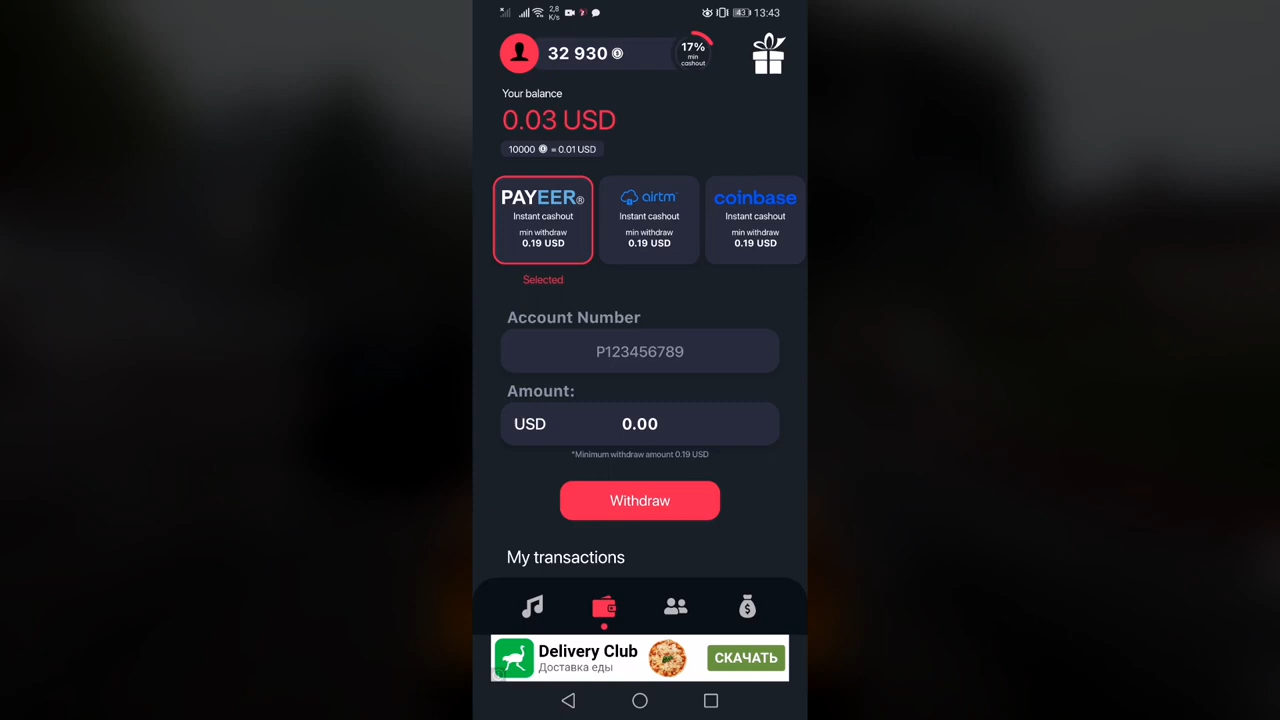 2,8
K/s
43
13:43
32 930
17%
min
cashout
Your balance
0.03 USD
10000 = 0.01 USD
PAYEER®
Instant cashout
min withdraw
0.19 USD
airtm
Instant cashout
min withdraw
0.19 USD
coinbase
Instant cashout
min withdraw
0.19 USD
Selected
Account Number
P123456789
Amount:
USD 0.00
*Minimum withdraw amount 0.19 USD
Withdraw
My transactions
Delivery Club
Доставка еды
СКАЧАТЬ